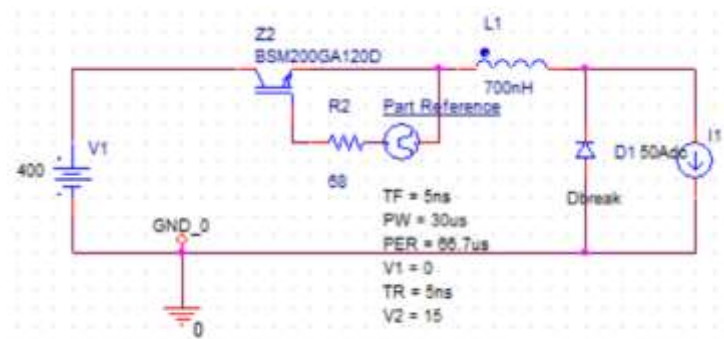 L1
Z2
BSM200GA120D
700nH
R2
Part Reference
V1
400
I1
D1
50Adc
68
Dbreak
TF = 5ns
PW = 30us
PER = 66.7us
V1 = 0
TR = 5ns
V2 = 15
GND_0
0